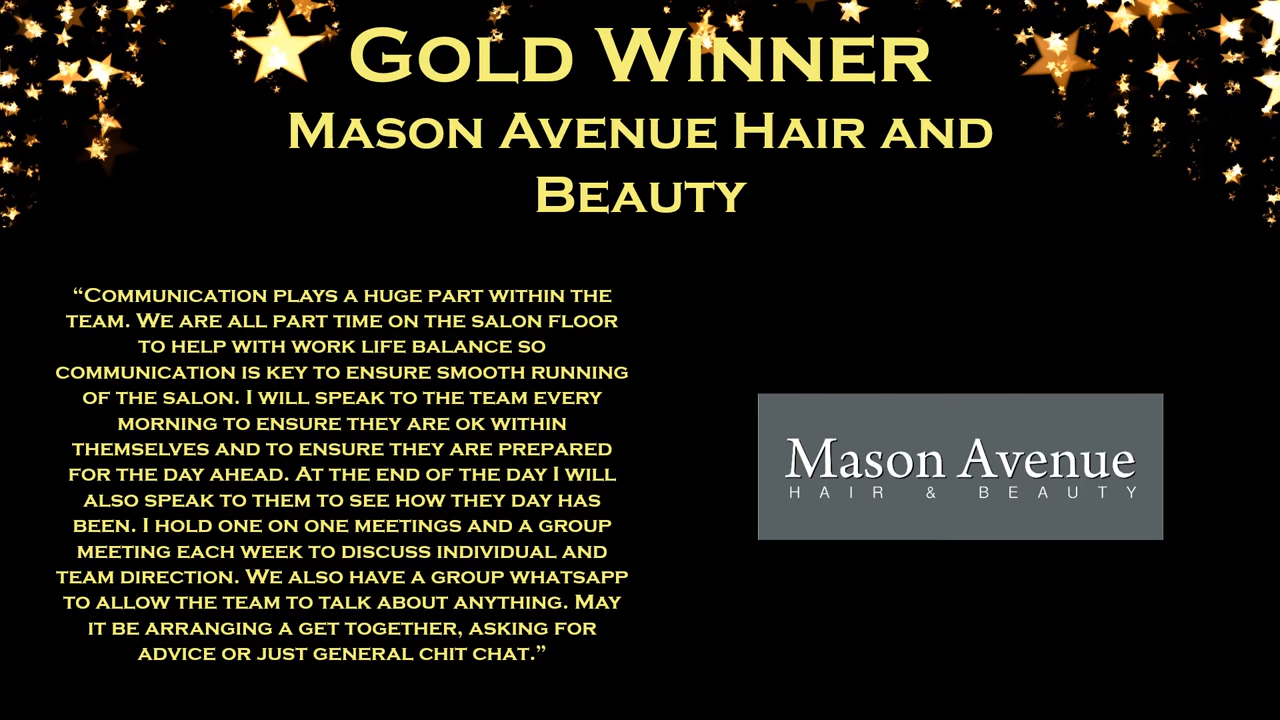 Gold Winner
Mason Avenue Hair and
Beauty
“Communication plays a huge part within the
team. We are all part time on the salon floor
to help with work life balance so
communication is key to ensure smooth running
of the salon. I will speak to the team every
morning to ensure they are ok within
themselves and to ensure they are prepared
for the day ahead. At the end of the day I will
also speak to them to see how they day has
been. I hold one on one meetings and a group
meeting each week to discuss individual and
team direction. We also have a group whatsapp
to allow the team to talk about anything. May
it be arranging a get together, asking for
advice or just general chit chat.”
Mason Avenue
HAIR & BEAUTY